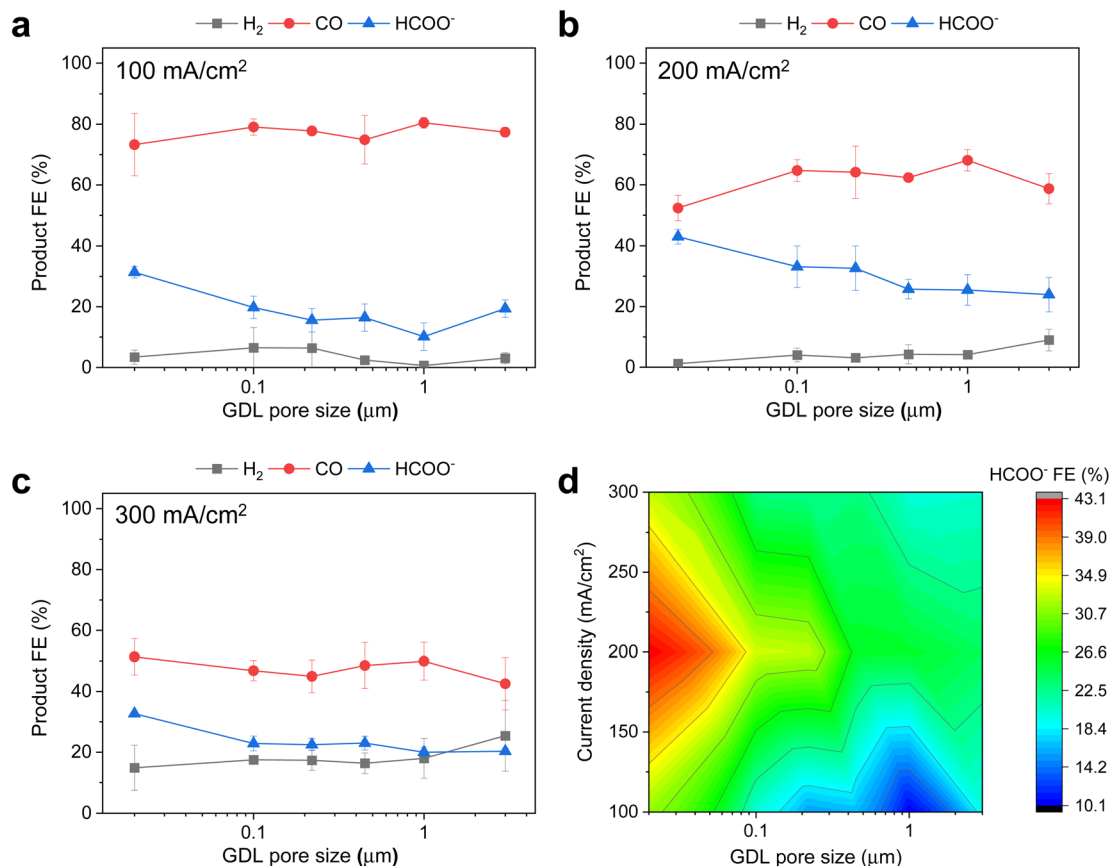 a
H₂ CO HCOO⁻
100 mA/cm²
Product FE (%)
100
80
60
40
20
0
0.1 1
GDL pore size (μm)
b
H₂ CO HCOO⁻
200 mA/cm²
Product FE (%)
100
80
60
40
20
0
0.1 1
GDL pore size (μm)
c
H₂ CO HCOO⁻
300 mA/cm²
Product FE (%)
100
80
60
40
20
0
0.1 1
GDL pore size (μm)
d
HCOO⁻ FE (%)
Current density (mA/cm²)
300
250
200
150
100
0.1 1
GDL pore size (μm)
43.1
39.0
34.9
30.7
26.6
22.5
18.4
14.2
10.1